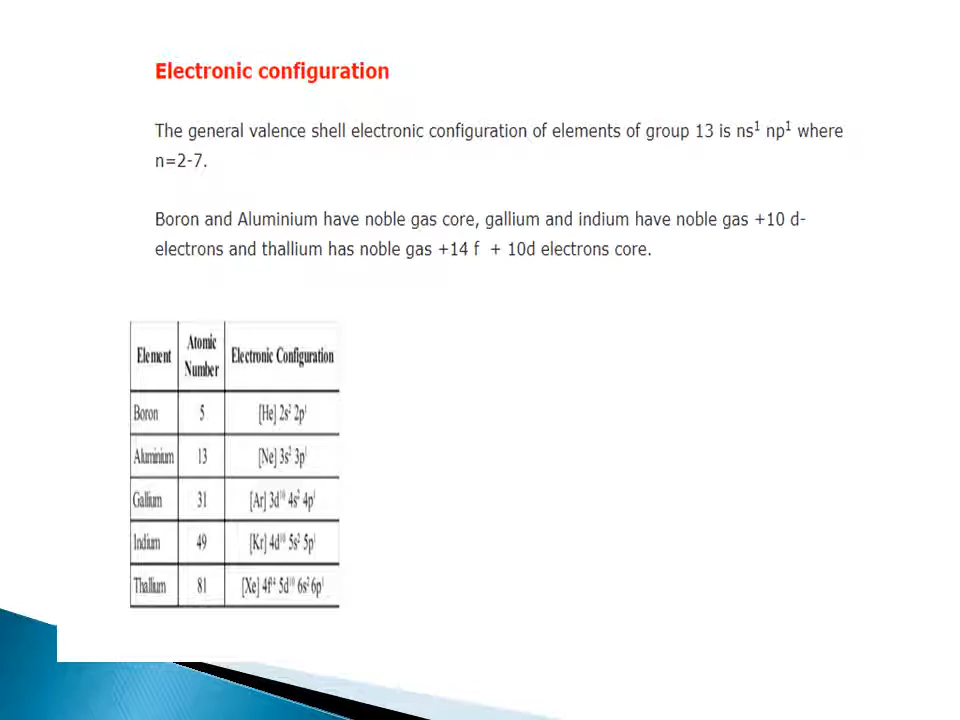 Electronic configuration
The general valence shell electronic configuration of elements of group 13 is ns¹ np¹ where
n=2-7.
Boron and Aluminium have noble gas core, gallium and indium have noble gas +10 d-
electrons and thallium has noble gas +14 f + 10d electrons core.
Element Atomic Number Electronic Configuration
Boron 5 [He] 2s² 2p¹
Aluminium 13 [Ne] 3s² 3p¹
Gallium 31 [Ar] 3d¹⁰ 4s² 4p¹
Indium 49 [Kr] 4d¹⁰ 5s² 5p¹
Thallium 81 [Xe] 4f¹⁴ 5d¹⁰ 6s² 6p¹